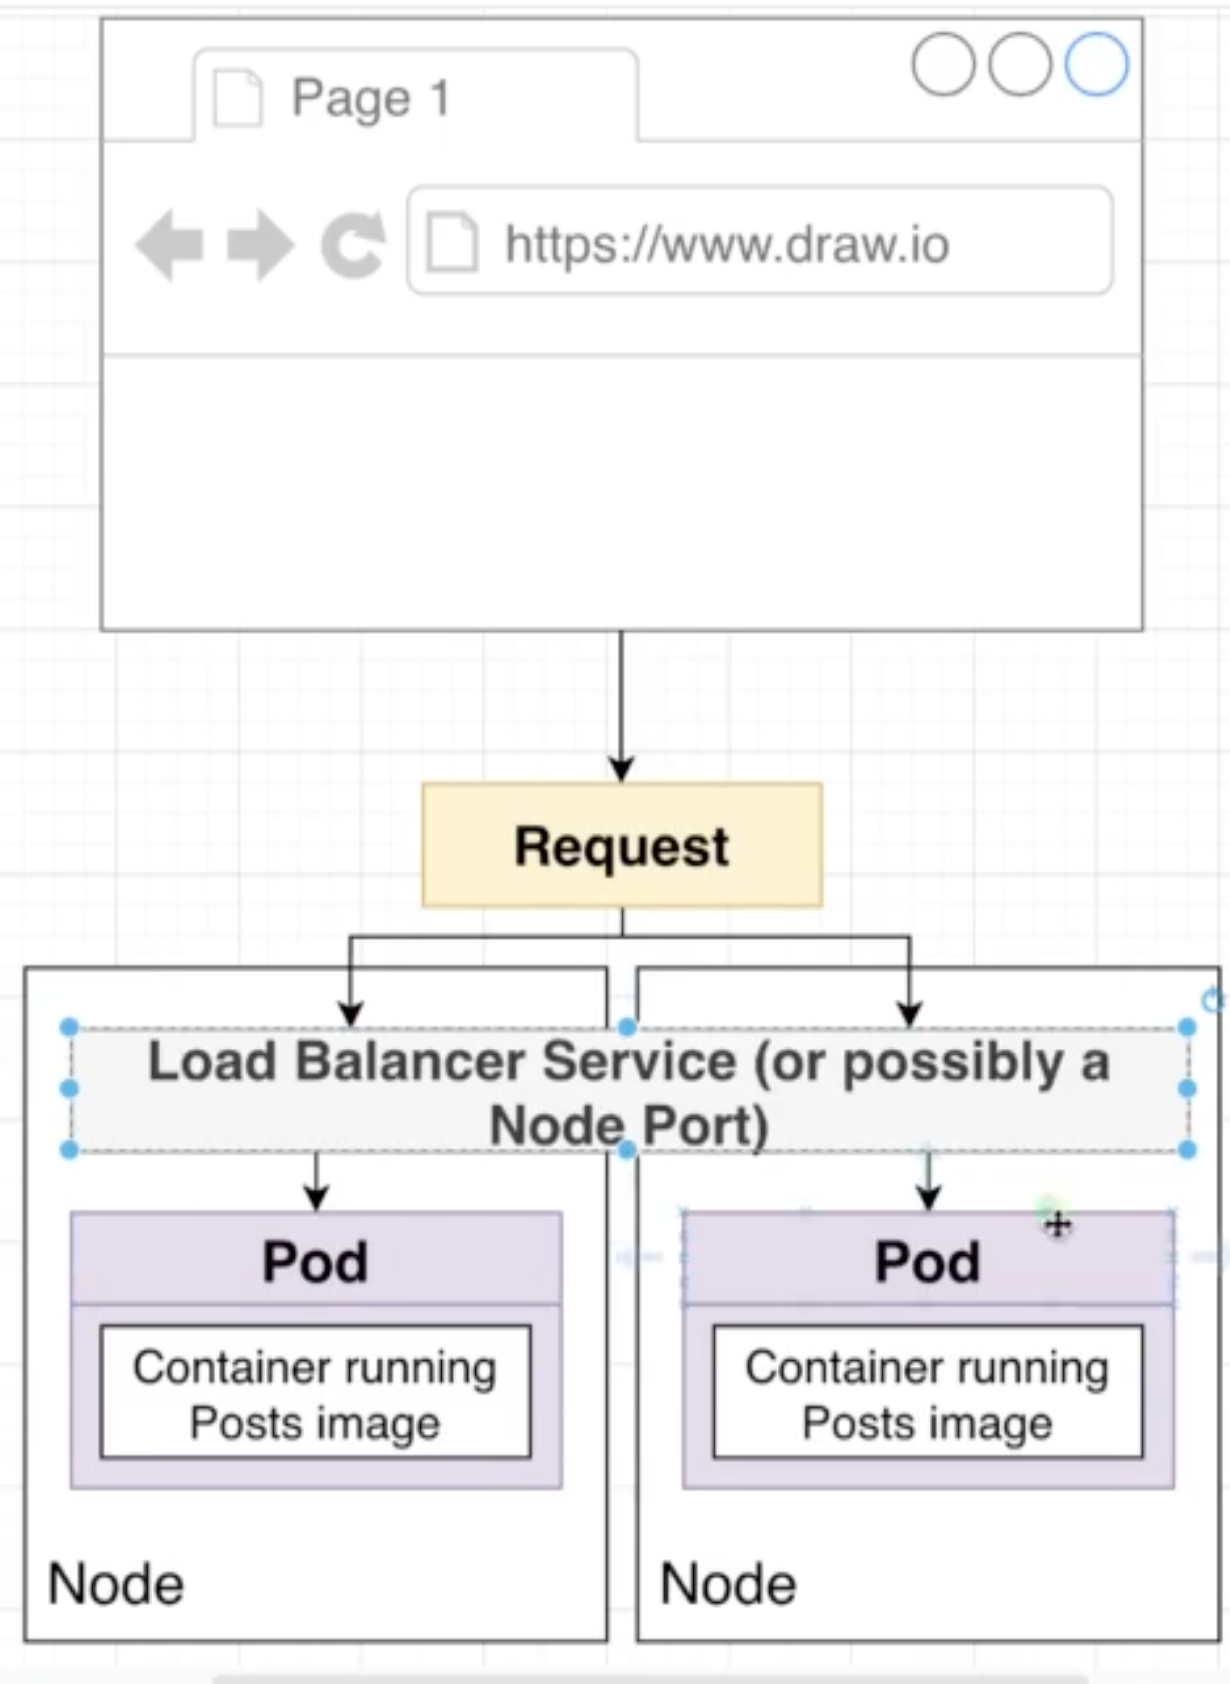 Page 1
https://www.draw.io
Request
Load Balancer Service (or possibly a
Node Port)
Pod
Pod
Container running
Posts image
Container running
Posts image
Node
Node